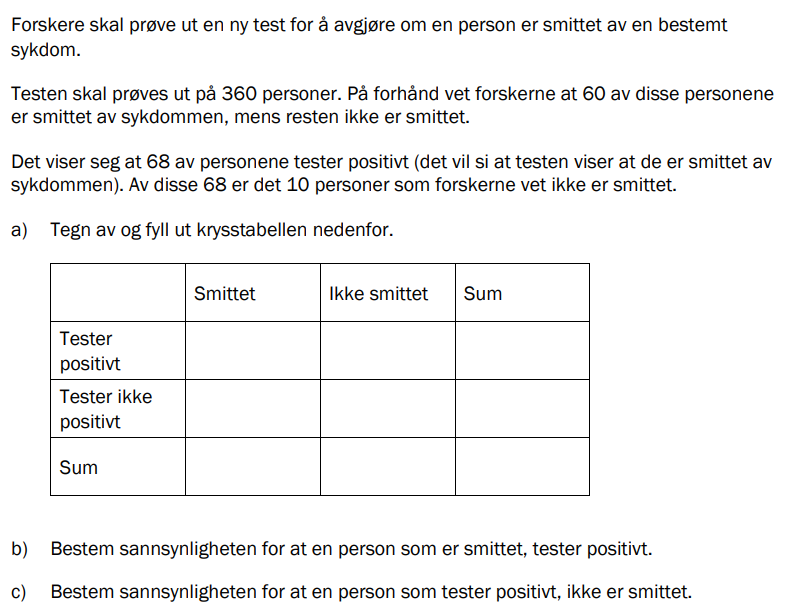 Forskere skal prøve ut en ny test for å avgjøre om en person er smittet av en bestemt
sykdom.
Testen skal prøves ut på 360 personer. På forhånd vet forskerne at 60 av disse personene
er smittet av sykdommen, mens resten ikke er smittet.
Det viser seg at 68 av personene tester positivt (det vil si at testen viser at de er smittet av
sykdommen). Av disse 68 er det 10 personer som forskerne vet ikke er smittet.
a) Tegn av og fyll ut krysstabellen nedenfor.
Smittet Ikke smittet Sum
Tester
positivt
Tester ikke
positivt
Sum
b) Bestem sannsynligheten for at en person som er smittet, tester positivt.
c) Bestem sannsynligheten for at en person som tester positivt, ikke er smittet.